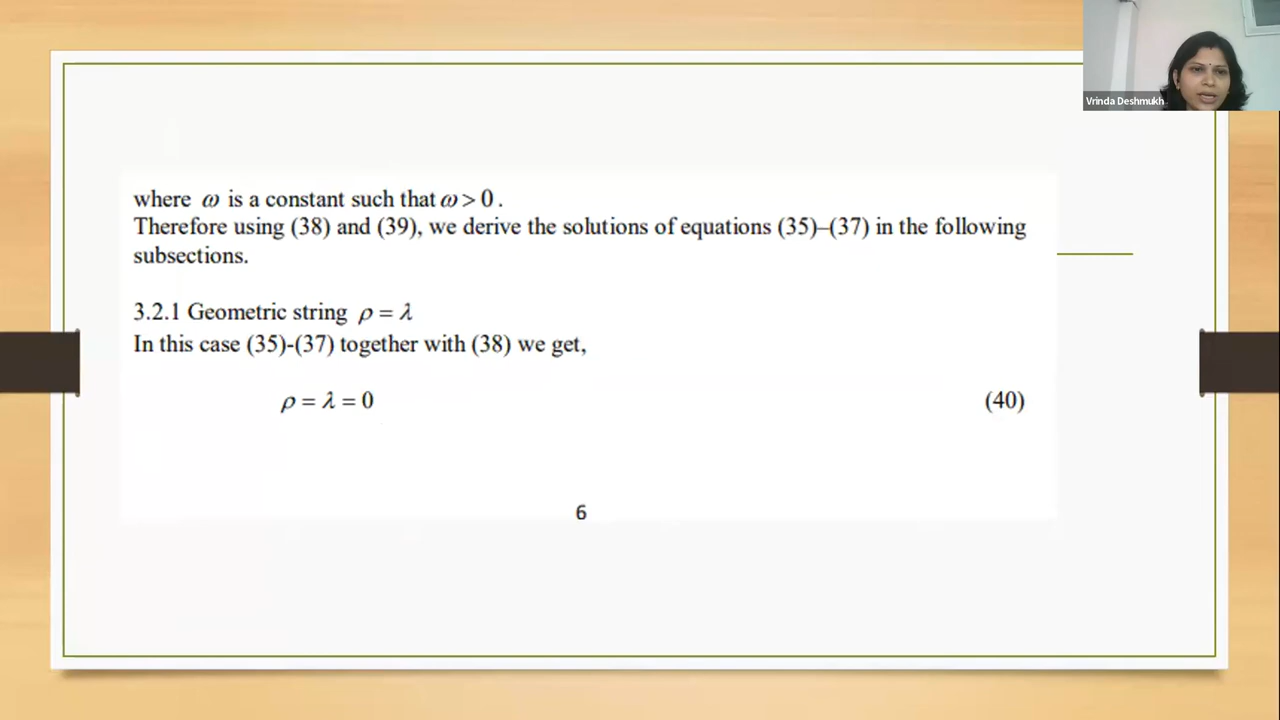 Vrinda Deshmukh
where ω is a constant such that ω > 0 .
Therefore using (38) and (39), we derive the solutions of equations (35)–(37) in the following
subsections.
3.2.1 Geometric string ρ = λ
In this case (35)-(37) together with (38) we get,
ρ = λ = 0 (40)
6